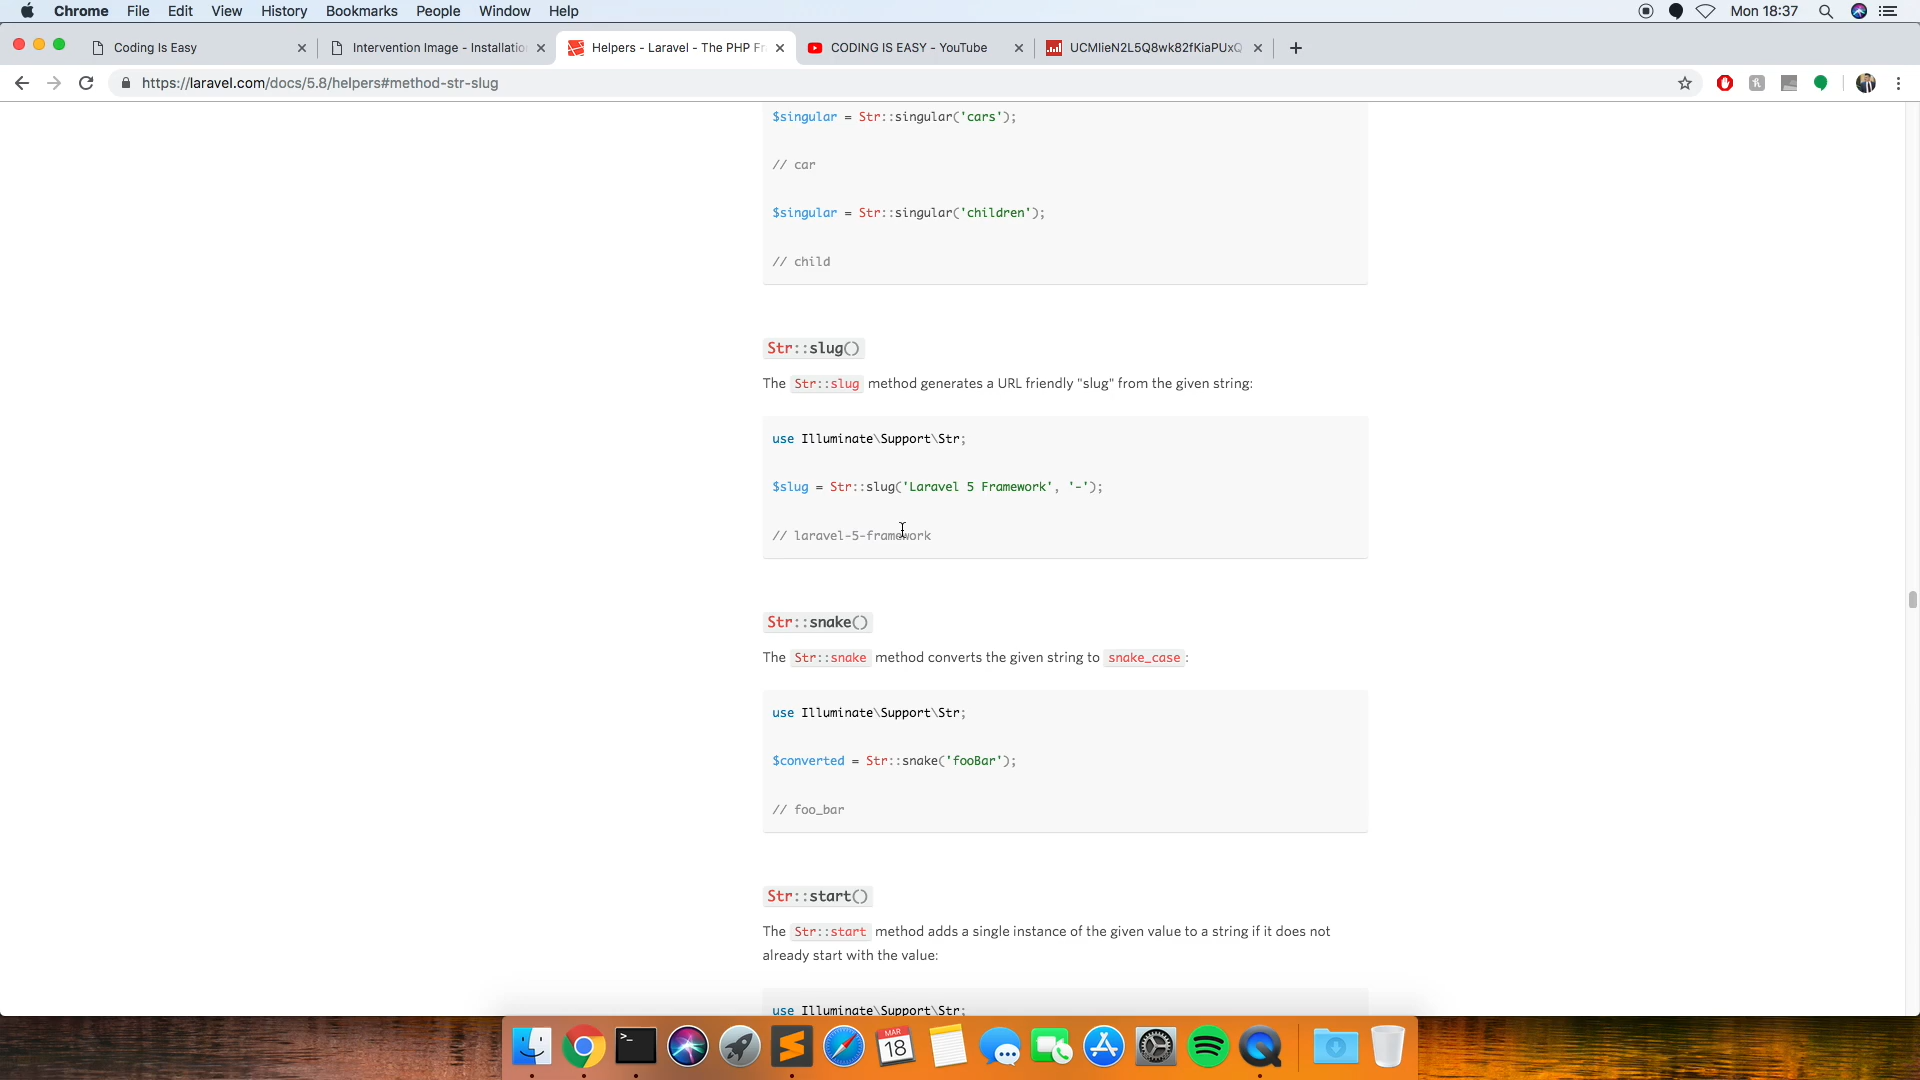 Chrome File Edit View History Bookmarks People Window Help Mon 18:37
Coding Is Easy Intervention Image - Installatio Helpers - Laravel - The PHP Fr CODING IS EASY - YouTube
https://laravel.com/docs/5.8/helpers#method-str-slug
$singular = Str::singular('cars');
// car
$singular = Str::singular('children');
// child
Str::slug()
The Str::slug method generates a URL friendly "slug" from the given string:
use Illuminate\Support\Str;
$slug = Str::slug('Laravel 5 Framework', '-');
// laravel-5-framework
Str::snake()
The Str::snake method converts the given string to snake_case :
use Illuminate\Support\Str;
$converted = Str::snake('fooBar');
// foo_bar
Str::start()
The Str::start method adds a single instance of the given value to a string if it does not
already start with the value:
use Illuminate\Support\Str;
MAR
18